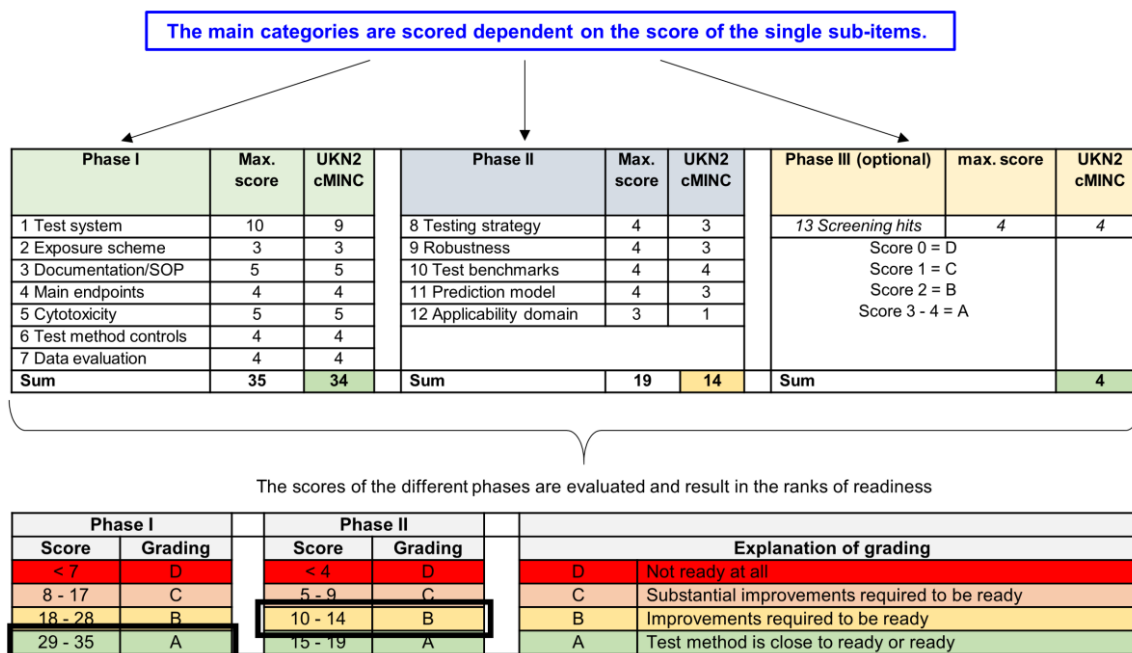 The main categories are scored dependent on the score of the single sub-items.
Phase I Max. score UKN2 cMINC
1 Test system 10 9
2 Exposure scheme 3 3
3 Documentation/SOP 5 5
4 Main endpoints 4 4
5 Cytotoxicity 5 5
6 Test method controls 4 4
7 Data evaluation 4 4
Sum 35 34
Phase II Max. score UKN2 cMINC
8 Testing strategy 4 3
9 Robustness 4 3
10 Test benchmarks 4 4
11 Prediction model 4 3
12 Applicability domain 3 1
Sum 19 14
Phase III (optional) max. score UKN2 cMINC
13 Screening hits 4 4
Score 0 = D
Score 1 = C
Score 2 = B
Score 3 - 4 = A
Sum 4
The scores of the different phases are evaluated and result in the ranks of readiness
Phase I
Score Grading
< 7 D
8 - 17 C
18 - 28 B
29 - 35 A
Phase II
Score Grading
< 4 D
5 - 9 C
10 - 14 B
15 - 19 A
Explanation of grading
D Not ready at all
C Substantial improvements required to be ready
B Improvements required to be ready
A Test method is close to ready or ready